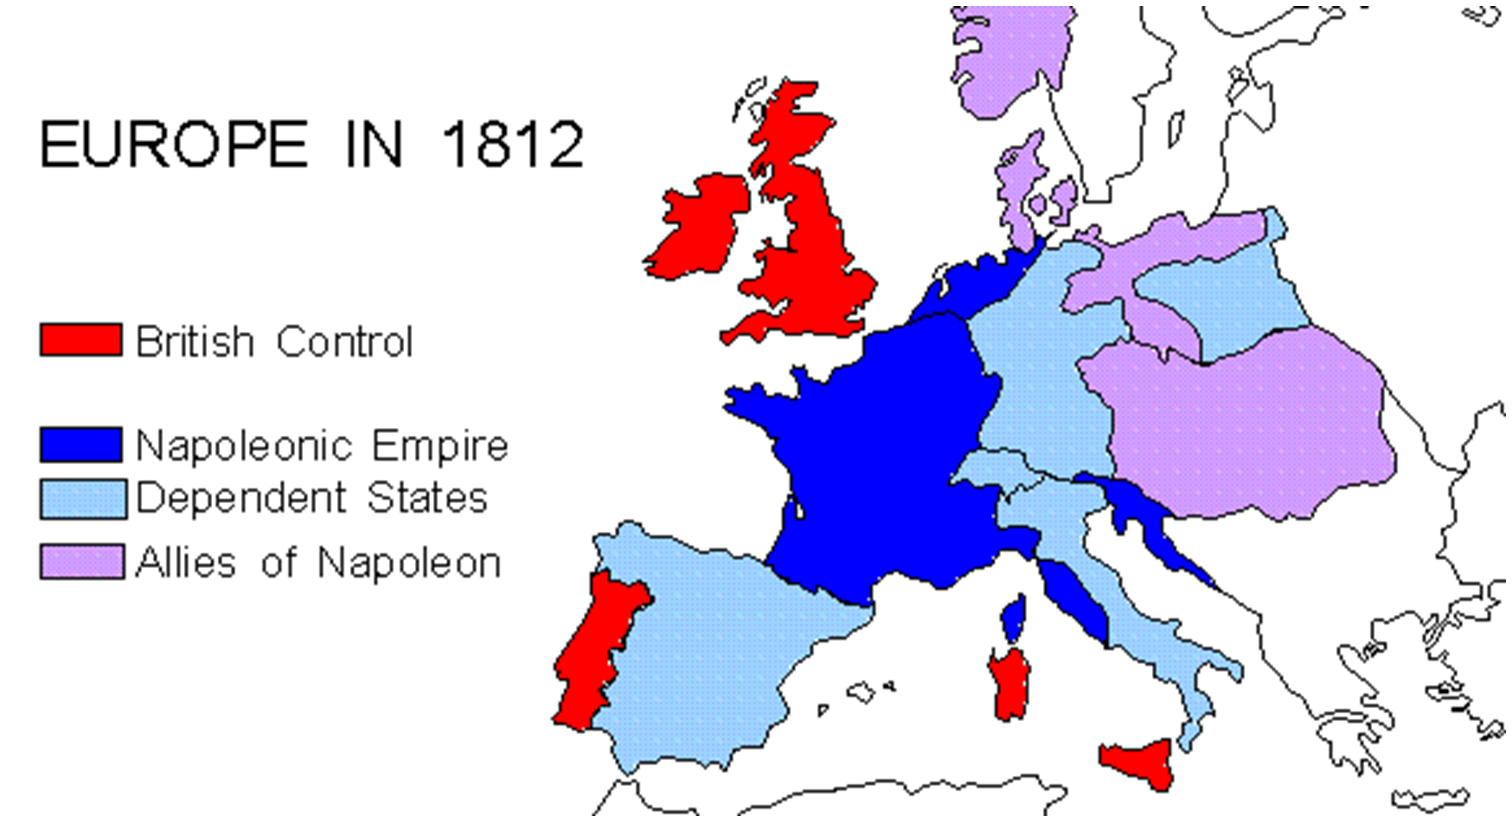 EUROPE IN 1812
British Control
Napoleonic Empire
Dependent States
Allies of Napoleon